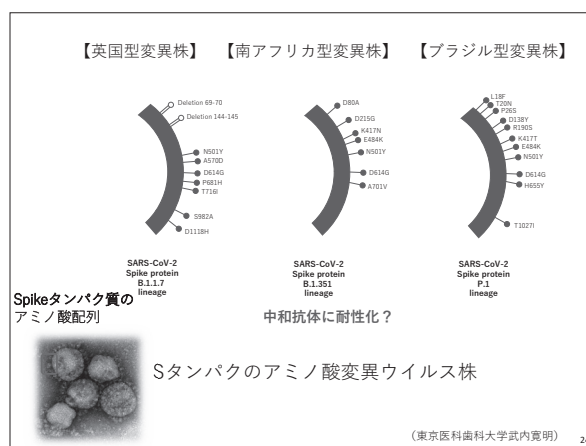 【英国型変異株】
【南アフリカ型変異株】
【ブラジル型変異株】
Deletion 69-70
Deletion 144-145
N501Y
A570D
D614G
P681H
T716I
S982A
D1118H
SARS-CoV-2
Spike protein
B.1.1.7
lineage
D80A
D215G
K417N
E484K
N501Y
D614G
A701V
SARS-CoV-2
Spike protein
B.1.351
lineage
L18F
T20N
P26S
D138Y
R190S
K417T
E484K
N501Y
D614G
H655Y
T1027I
SARS-CoV-2
Spike protein
P.1
lineage
Spikeタンパク質の
アミノ酸配列
中和抗体に耐性化？
Sタンパクのアミノ酸変異ウイルス株
（東京医科歯科大学武内寛明）